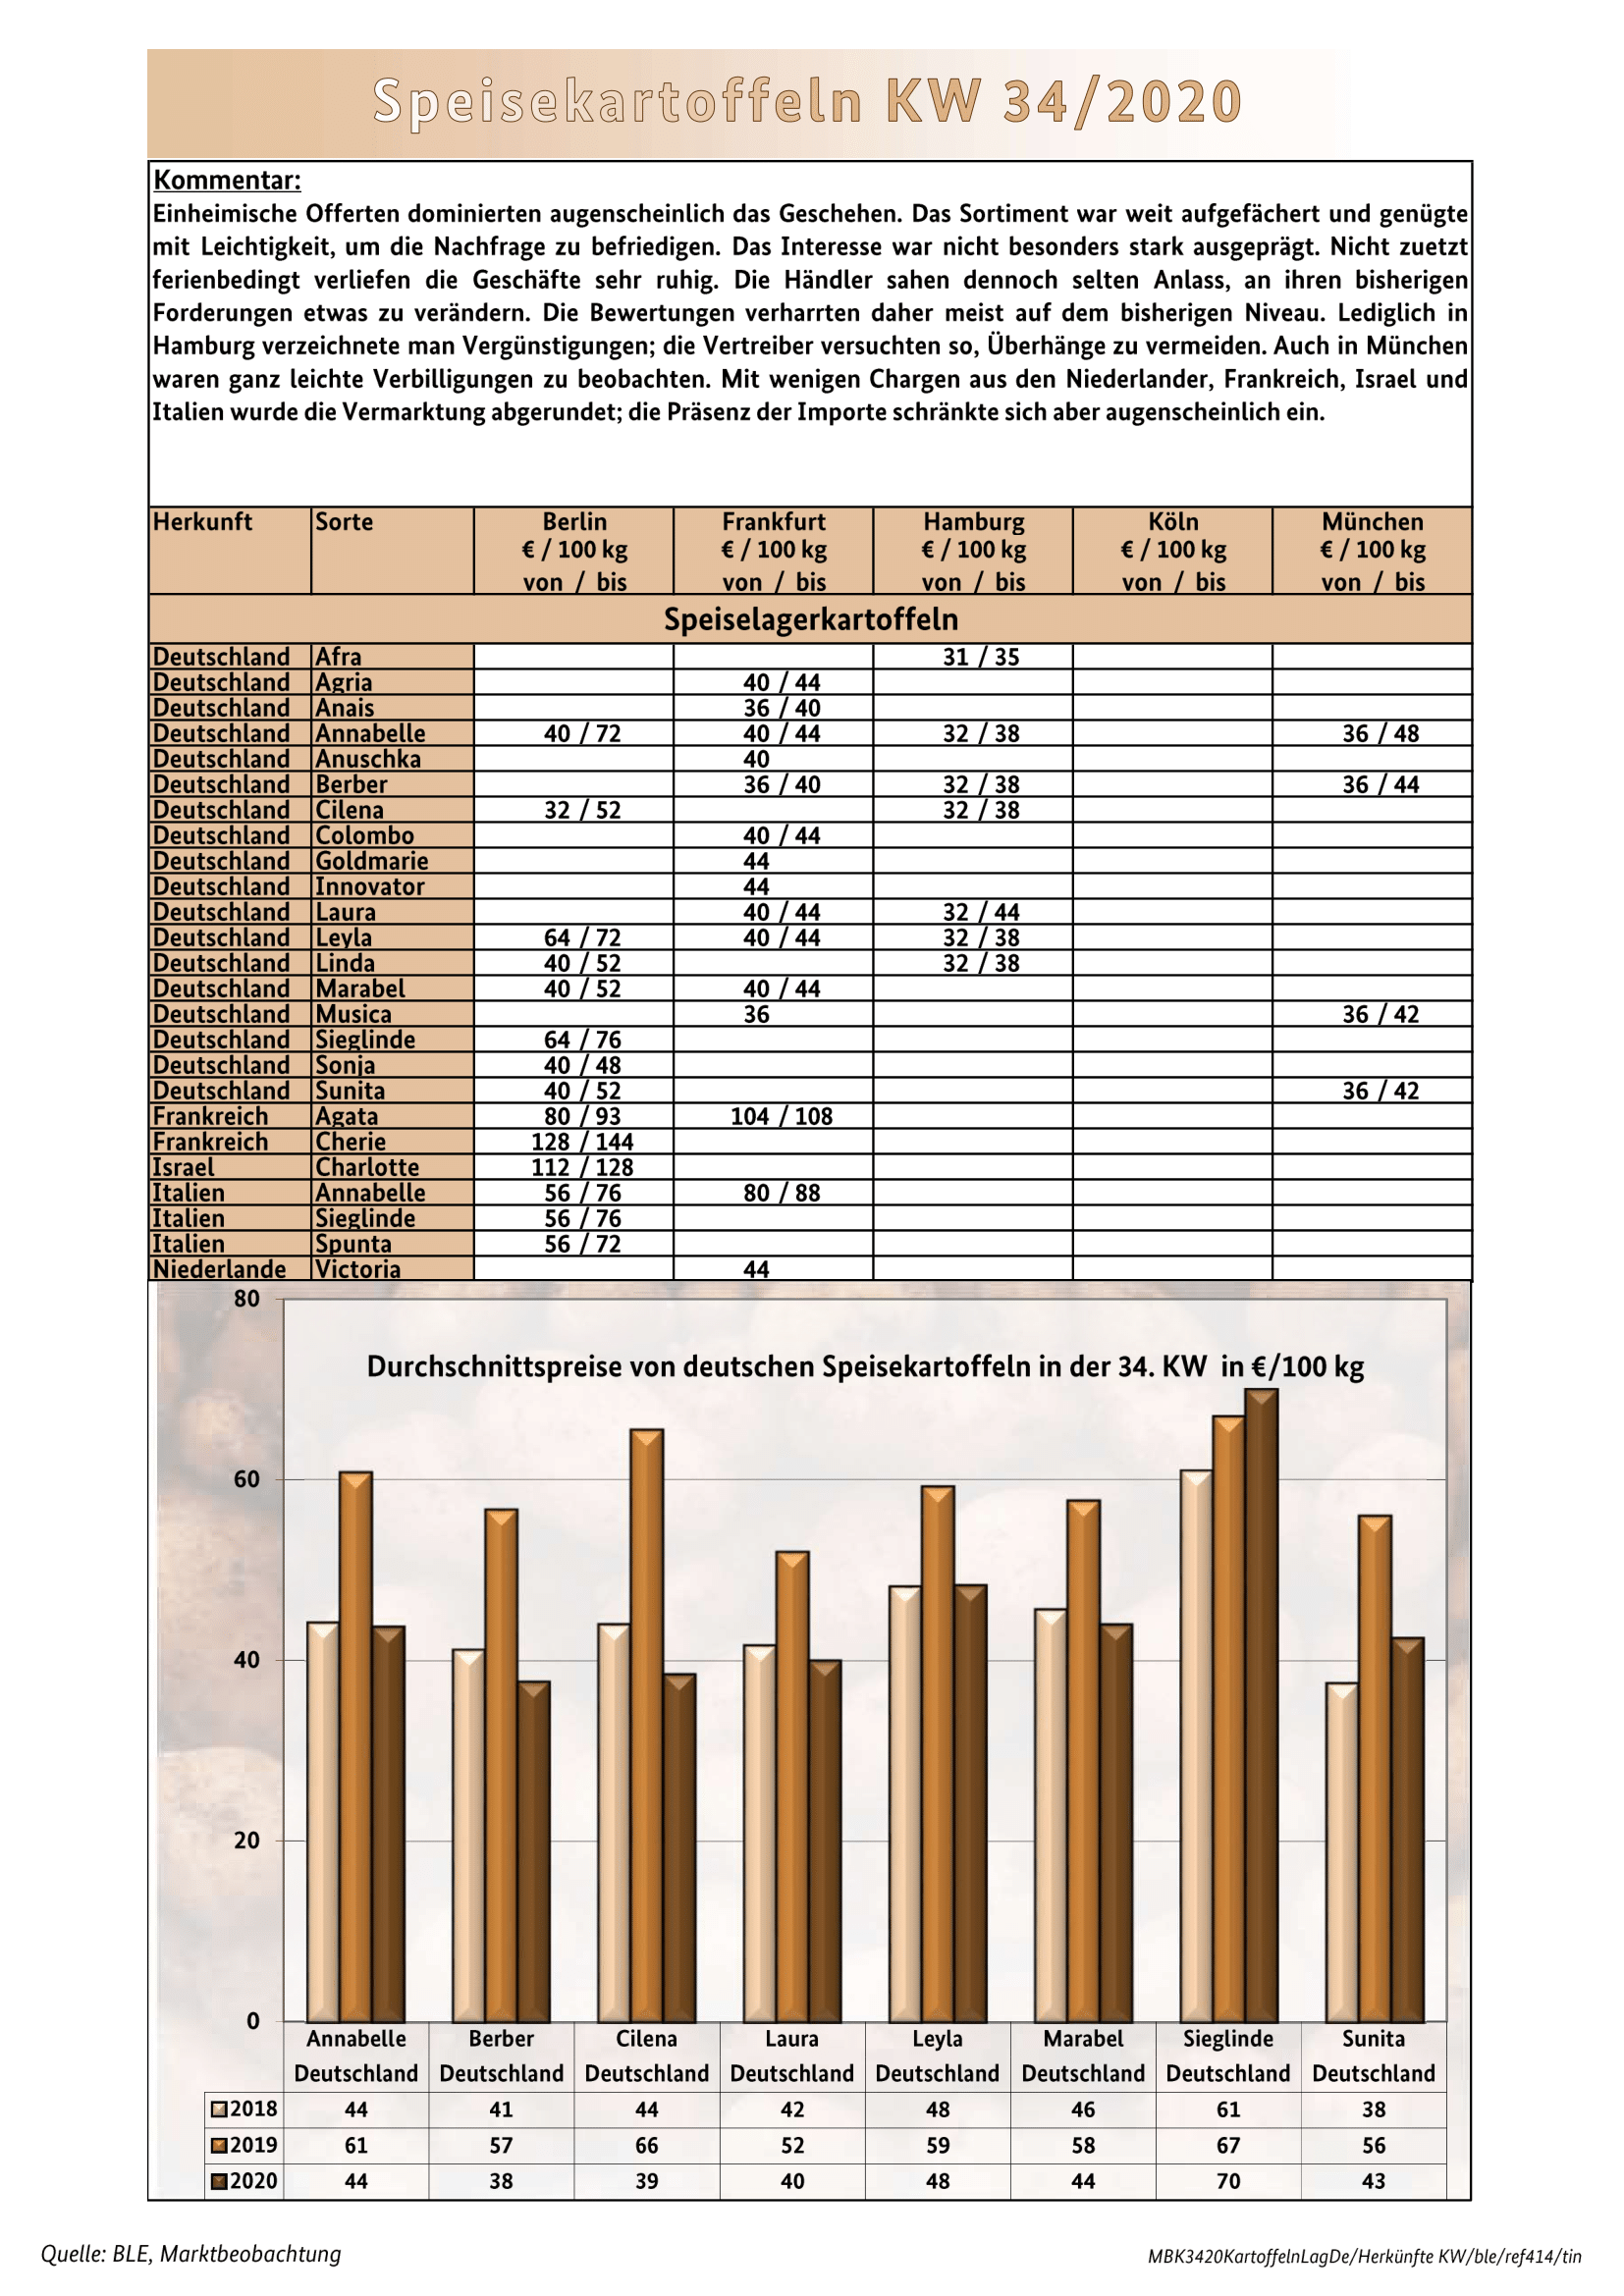 Speisekartoffeln KW 34/2020
Kommentar:
Einheimische Offerten dominierten augenscheinlich das Geschehen. Das Sortiment war weit aufgefächert und genügte
mit Leichtigkeit, um die Nachfrage zu befriedigen. Das Interesse war nicht besonders stark ausgeprägt. Nicht zuetzt
ferienbedingt verliefen die Geschäfte sehr ruhig. Die Händler sahen dennoch selten Anlass, an ihren bisherigen
Forderungen etwas zu verändern. Die Bewertungen verharrten daher meist auf dem bisherigen Niveau. Lediglich in
Hamburg verzeichnete man Vergünstigungen; die Vertreiber versuchten so, Überhänge zu vermeiden. Auch in München
waren ganz leichte Verbilligungen zu beobachten. Mit wenigen Chargen aus den Niederlander, Frankreich, Israel und
Italien wurde die Vermarktung abgerundet; die Präsenz der Importe schränkte sich aber augenscheinlich ein.
Herkunft Sorte Berlin Frankfurt Hamburg Köln München
€ / 100 kg € / 100 kg € / 100 kg € / 100 kg € / 100 kg
von / bis von / bis von / bis von / bis von / bis
Speiselagerkartoffeln
Deutschland Afra 31 / 35
Deutschland Agria 40 / 44
Deutschland Anais 36 / 40
Deutschland Annabelle 40 / 72 40 / 44 32 / 38 36 / 48
Deutschland Anuschka 40
Deutschland Berber 36 / 40 32 / 38 36 / 44
Deutschland Cilena 32 / 52 32 / 38
Deutschland Colombo 40 / 44
Deutschland Goldmarie 44
Deutschland Innovator 44
Deutschland Laura 40 / 44 32 / 44
Deutschland Leyla 64 / 72 40 / 44 32 / 38
Deutschland Linda 40 / 52 32 / 38
Deutschland Marabel 40 / 52 40 / 44
Deutschland Musica 36 36 / 42
Deutschland Sieglinde 64 / 76
Deutschland Sonja 40 / 48
Deutschland Sunita 40 / 52 36 / 42
Frankreich Agata 80 / 93 104 / 108
Frankreich Cherie 128 / 144
Israel Charlotte 112 / 128
Italien Annabelle 56 / 76 80 / 88
Italien Sieglinde 56 / 76
Italien Spunta 56 / 72
Niederlande Victoria 44
80
Durchschnittspreise von deutschen Speisekartoffeln in der 34. KW in €/100 kg
60
40
20
0
Annabelle Berber Cilena Laura Leyla Marabel Sieglinde Sunita
Deutschland Deutschland Deutschland Deutschland Deutschland Deutschland Deutschland Deutschland
2018 44 41 44 42 48 46 61 38
2019 61 57 66 52 59 58 67 56
2020 44 38 39 40 48 44 70 43
Quelle: BLE, Marktbeobachtung
MBK3420KartoffelnLagDe/Herkünfte KW/ble/ref414/tin